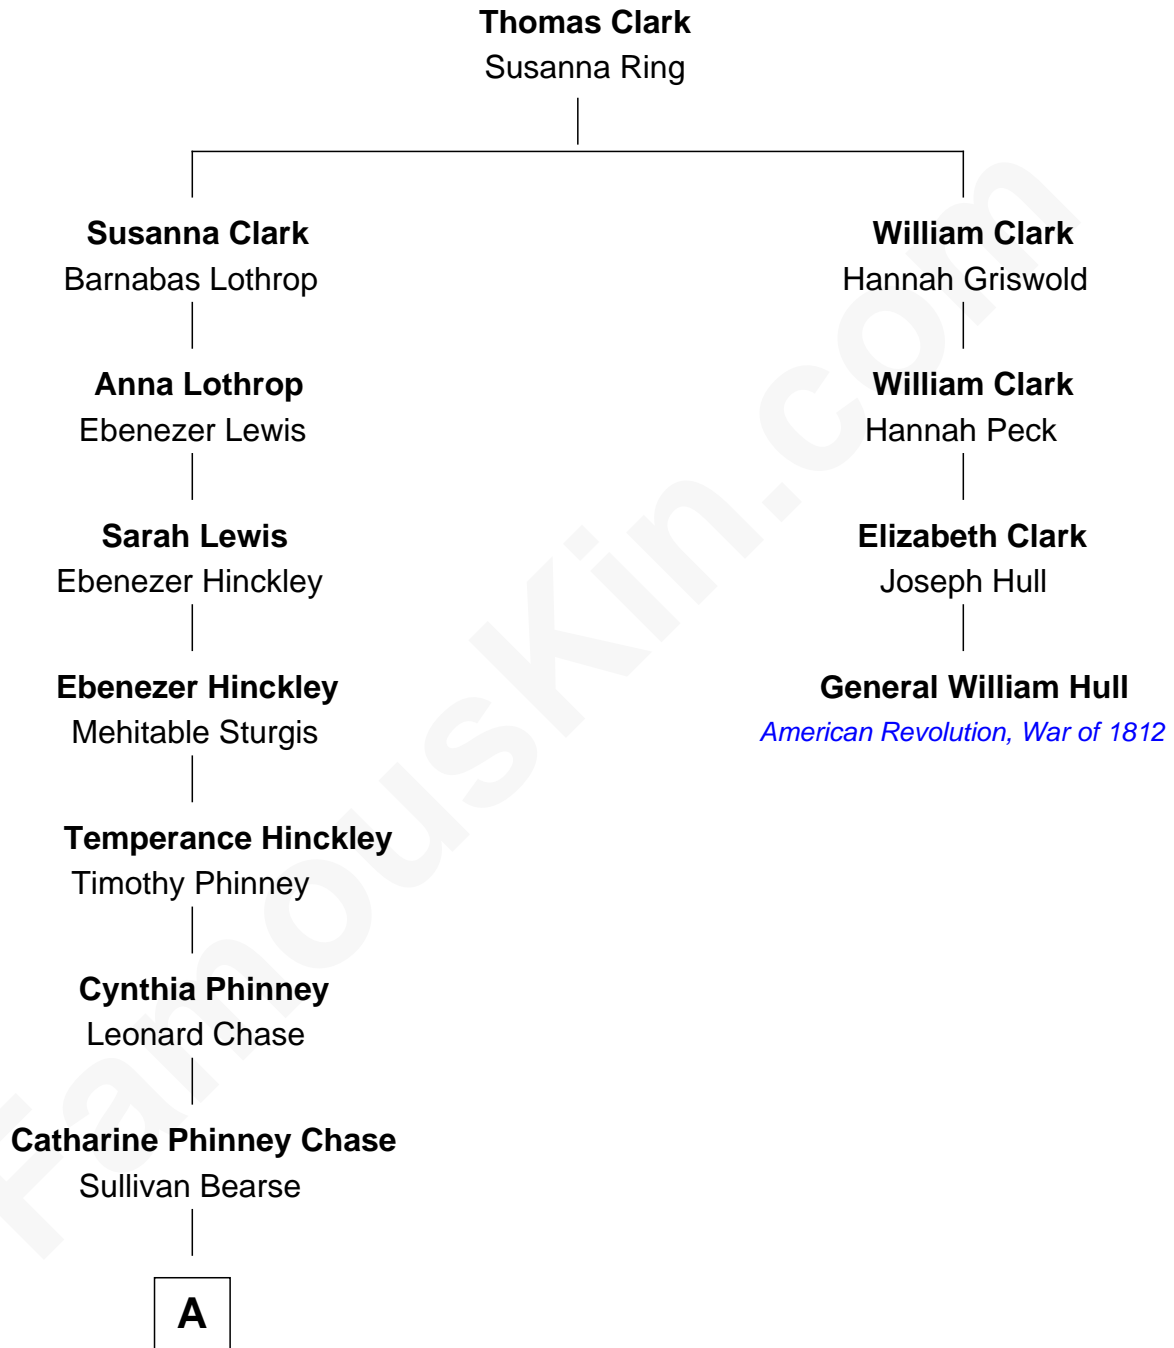 Thomas Clark
Susanna Ring
Susanna Clark
Barnabas Lothrop
William Clark
Hannah Griswold
Anna Lothrop
Ebenezer Lewis
William Clark
Hannah Peck
Sarah Lewis
Ebenezer Hinckley
Elizabeth Clark
Joseph Hull
Ebenezer Hinckley
Mehitable Sturgis
General William Hull
American Revolution, War of 1812
Temperance Hinckley
Timothy Phinney
Cynthia Phinney
Leonard Chase
Catharine Phinney Chase
Sullivan Bearse
A
FamousKin.com